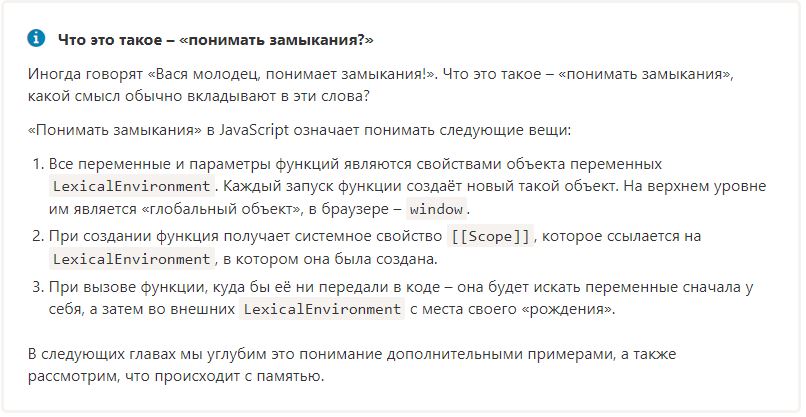 Что это такое – «понимать замыкания?»
Иногда говорят «Вася молодец, понимает замыкания!». Что это такое – «понимать замыкания»,
какой смысл обычно вкладывают в эти слова?
«Понимать замыкания» в JavaScript означает понимать следующие вещи:
1. Все переменные и параметры функций являются свойствами объекта переменных
LexicalEnvironment. Каждый запуск функции создаёт новый такой объект. На верхнем уровне
им является «глобальный объект», в браузере – window.
2. При создании функция получает системное свойство [[Scope]], которое ссылается на
LexicalEnvironment, в котором она была создана.
3. При вызове функции, куда бы её ни передали в коде – она будет искать переменные сначала у
себя, а затем во внешних LexicalEnvironment с места своего «рождения».
В следующих главах мы углубим это понимание дополнительными примерами, а также
рассмотрим, что происходит с памятью.